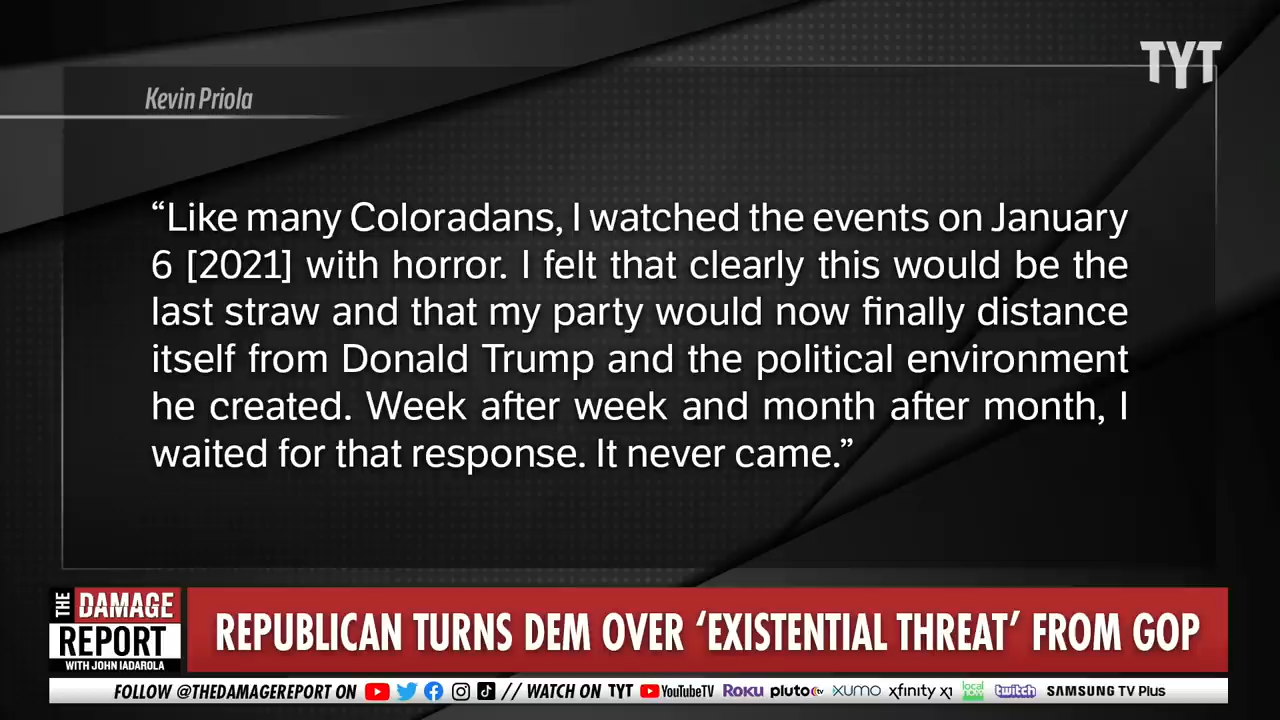 TYT
Kevin Priola
“Like many Coloradans, I watched the events on January
6 [2021] with horror. I felt that clearly this would be the
last straw and that my party would now finally distance
itself from Donald Trump and the political environment
he created. Week after week and month after month, I
waited for that response. It never came.”
THE DAMAGE
REPORT
WITH JOHN IADAROLA
REPUBLICAN TURNS DEM OVER ‘EXISTENTIAL THREAT’ FROM GOP
FOLLOW @THEDAMAGEREPORT ON // WATCH ON TYT YouTubeTV Roku pluto tv xumo xfinity x1 local now twitch SAMSUNG TV Plus